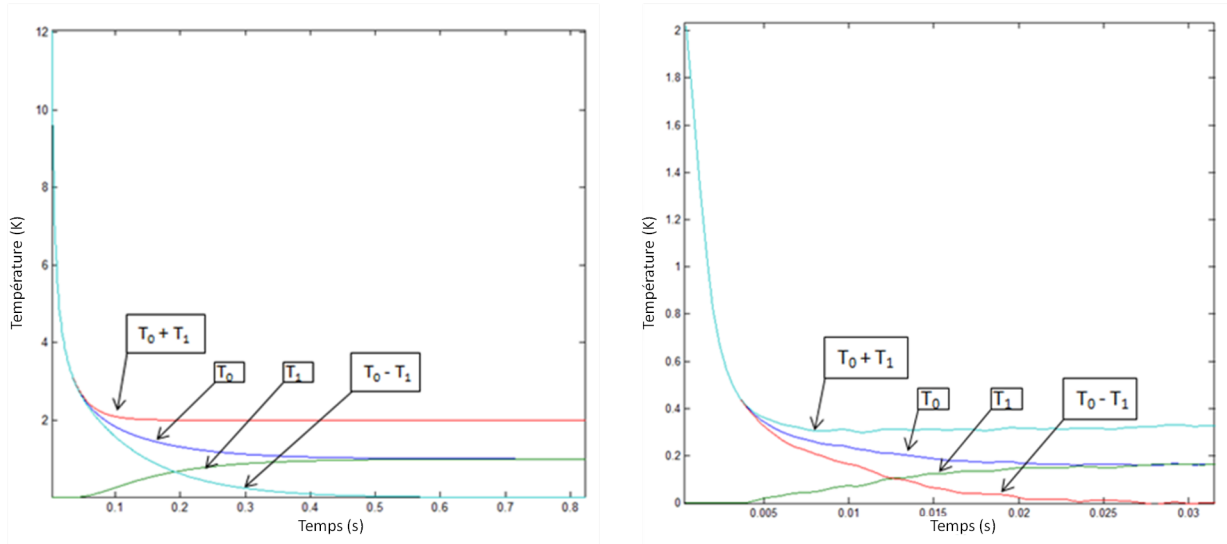 12
10
8
6
4
2
Température (K)
T0 + T1
T0
T1
T0 - T1
0.1 0.2 0.3 0.4 0.5 0.6 0.7 0.8
Temps (s)
2
1.8
1.6
1.4
1.2
1
0.8
0.6
0.4
0.2
0
Température (K)
T0 + T1
T0
T1
T0 - T1
0.005 0.01 0.015 0.02 0.025 0.03
Temps (s)